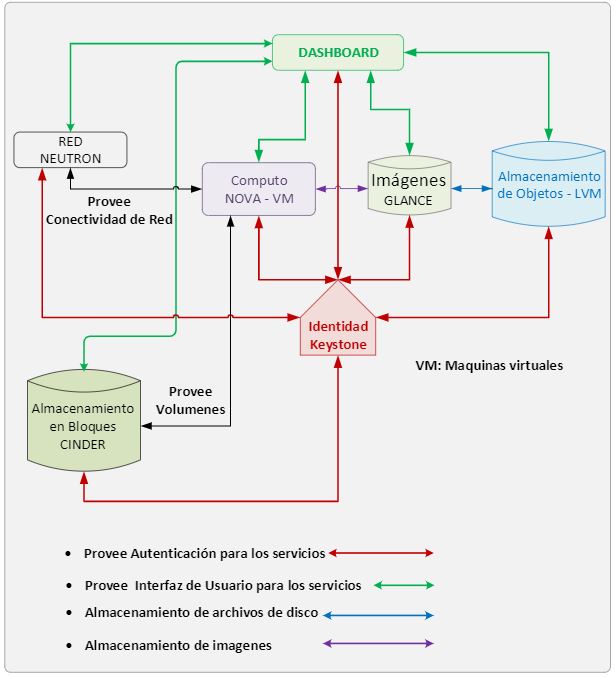 DASHBOARD
RED
NEUTRON
Computo
NOVA - VM
Imágenes
GLANCE
Almacenamiento
de Objetos - LVM
Provee
Conectividad de Red
Identidad
Keystone
VM: Maquinas virtuales
Almacenamiento
en Bloques
CINDER
Provee
Volumenes
• Provee Autenticación para los servicios
• Provee Interfaz de Usuario para los servicios
• Almacenamiento de archivos de disco
• Almacenamiento de imagenes